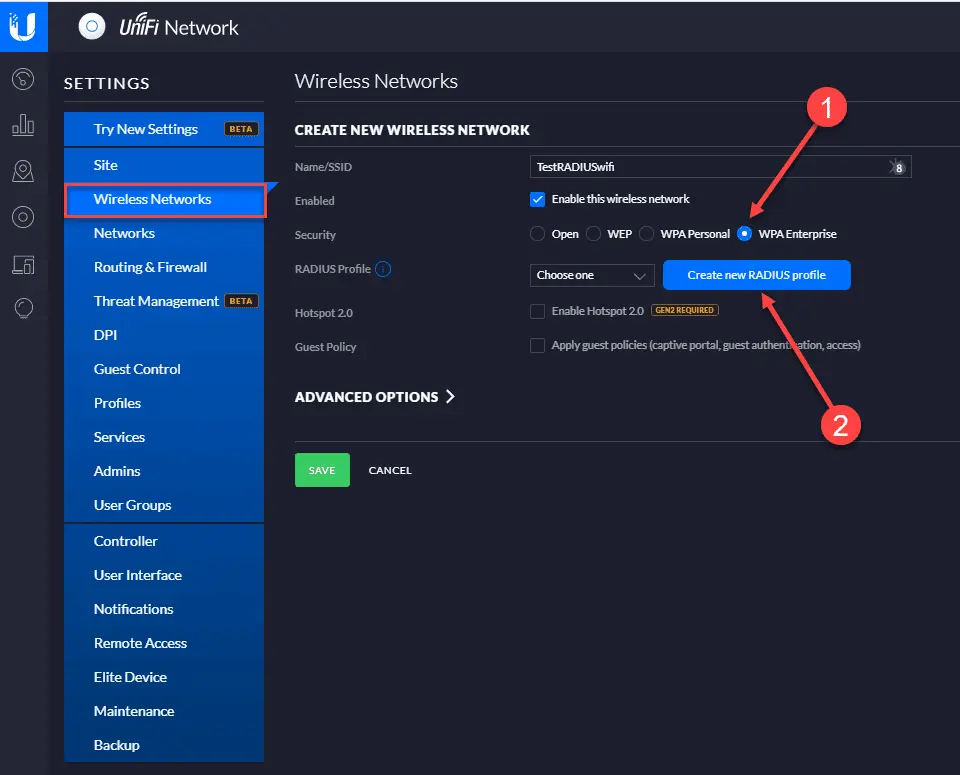 UniFi Network
SETTINGS
Try New Settings BETA
Site
Wireless Networks
Networks
Routing & Firewall
Threat Management BETA
DPI
Guest Control
Profiles
Services
Admins
User Groups
Controller
User Interface
Notifications
Remote Access
Elite Device
Maintenance
Backup
Wireless Networks
CREATE NEW WIRELESS NETWORK
Name/SSID TestRADIUSwifi 8
Enabled Enable this wireless network
Security Open WEP WPA Personal WPA Enterprise
RADIUS Profile i Choose one Create new RADIUS profile
Hotspot 2.0 Enable Hotspot 2.0 GEN2 REQUIRED
Guest Policy Apply guest policies (captive portal, guest authentication, access)
ADVANCED OPTIONS
SAVE CANCEL
1
2